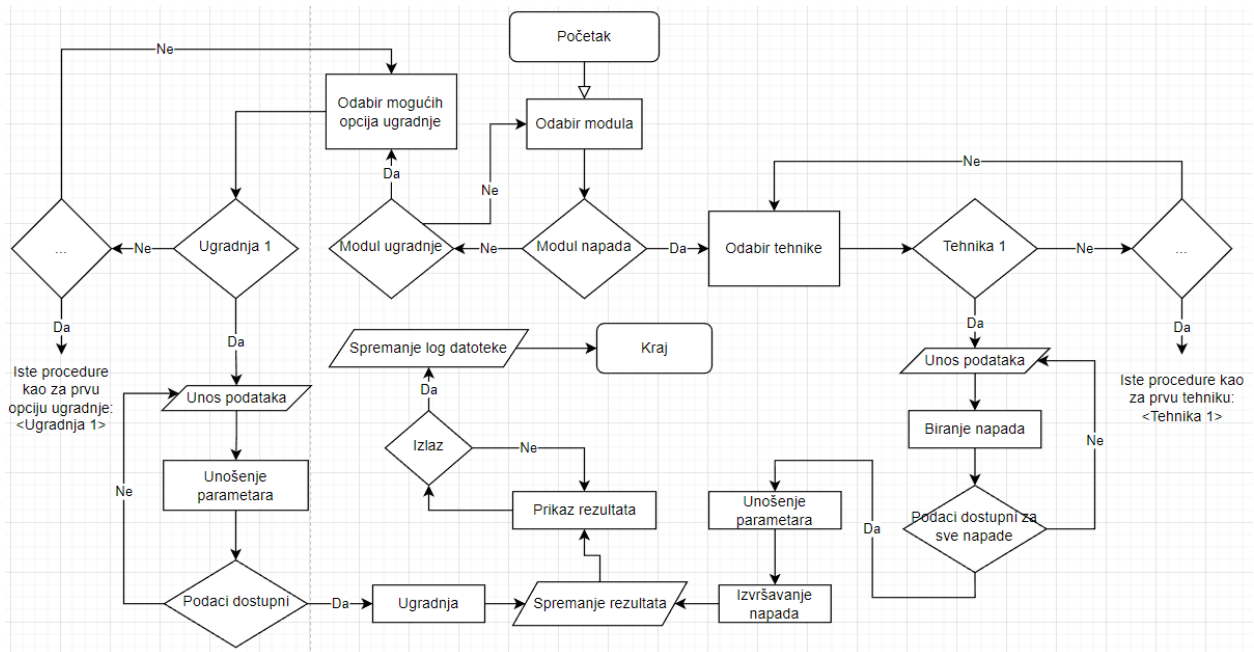 Početak
Ne
Odabir mogućih
opcija ugradnje
Odabir modula
Da
Ne
Ne
...
Ne
Ugradnja 1
Modul ugradnje
Ne
Modul napada
Da
Odabir tehnike
Tehnika 1
Ne
...
Da
Da
Da
Da
Spremanje log datoteke
Kraj
Iste procedure
kao za prvu
opciju ugradnje:
<Ugradnja 1>
Unos podataka
Unos podataka
Iste procedure kao
za prvu tehniku:
<Tehnika 1>
Da
Izlaz
Ne
Biranje napada
Ne
Ne
Unošenje
parametara
Prikaz rezultata
Unošenje
parametara
Da
Podaci dostupni za
sve napade
Podaci dostupni
Da
Ugradnja
Spremanje rezultata
Izvršavanje
napada